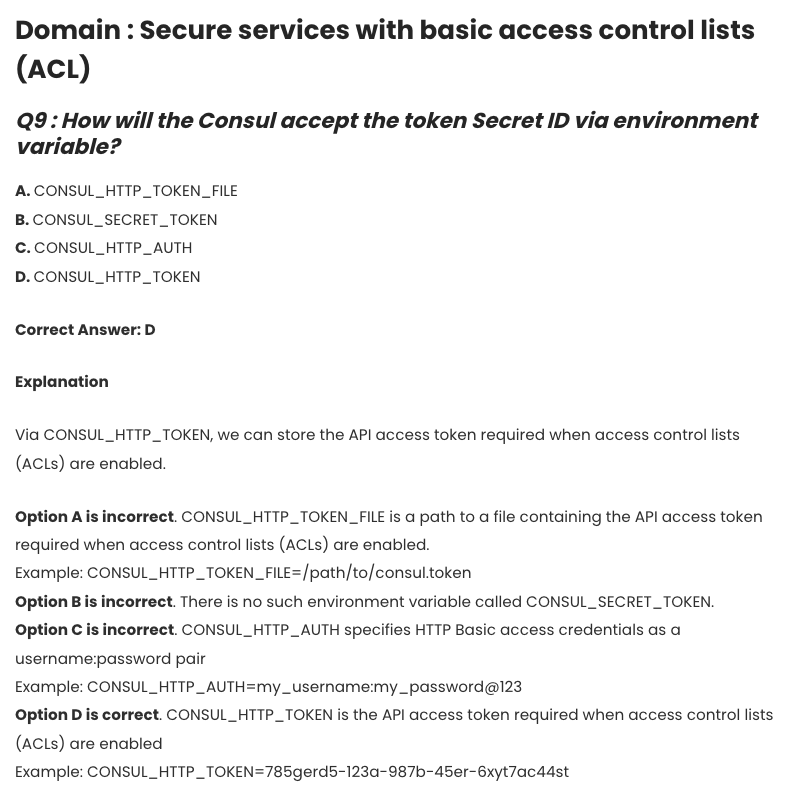 Domain : Secure services with basic access control lists
(ACL)
Q9 : How will the Consul accept the token Secret ID via environment
variable?
A. CONSUL_HTTP_TOKEN_FILE
B. CONSUL_SECRET_TOKEN
C. CONSUL_HTTP_AUTH
D. CONSUL_HTTP_TOKEN
Correct Answer: D
Explanation
Via CONSUL_HTTP_TOKEN, we can store the API access token required when access control lists
(ACLs) are enabled.
Option A is incorrect. CONSUL_HTTP_TOKEN_FILE is a path to a file containing the API access token
required when access control lists (ACLs) are enabled.
Example: CONSUL_HTTP_TOKEN_FILE=/path/to/consul.token
Option B is incorrect. There is no such environment variable called CONSUL_SECRET_TOKEN.
Option C is incorrect. CONSUL_HTTP_AUTH specifies HTTP Basic access credentials as a
username:password pair
Example: CONSUL_HTTP_AUTH=my_username:my_password@123
Option D is correct. CONSUL_HTTP_TOKEN is the API access token required when access control lists
(ACLs) are enabled
Example: CONSUL_HTTP_TOKEN=785gerd5-123a-987b-45er-6xyt7ac44st